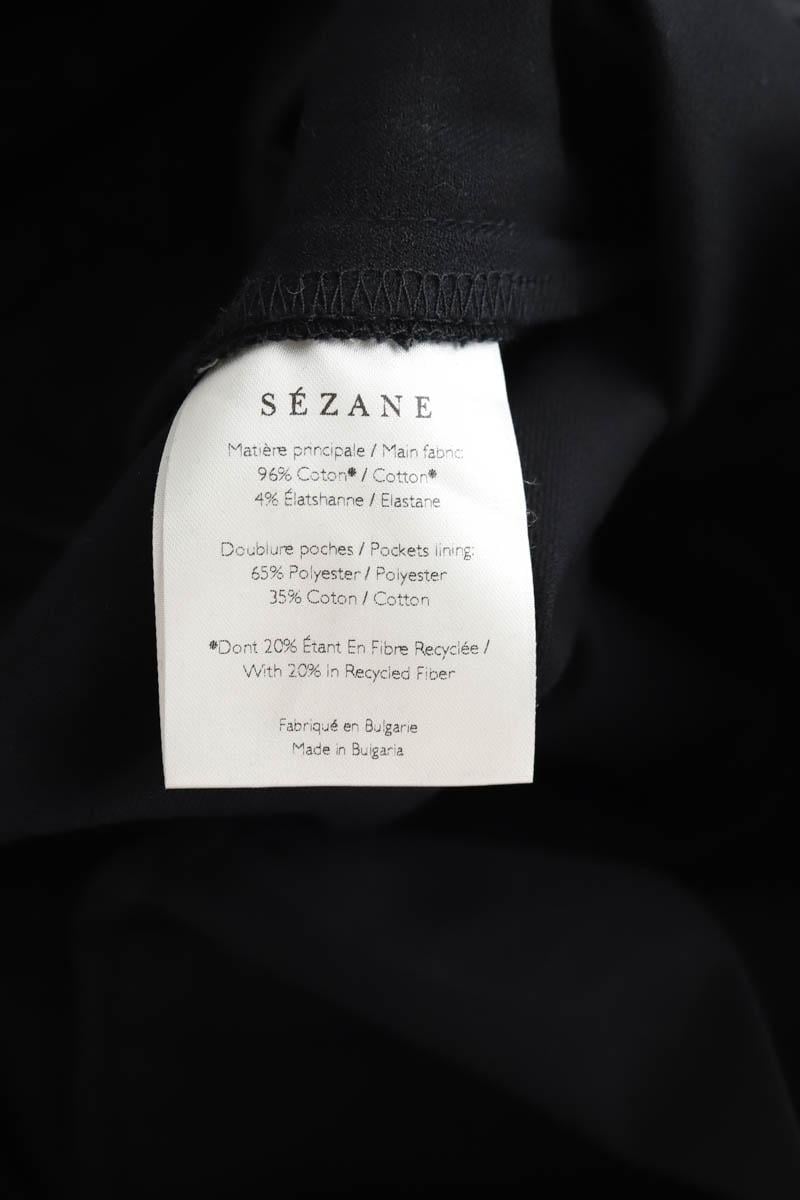 SÉZANE
Matière principale / Main fabric:
96% Coton* / Cotton*
4% Élatshanne / Elastane
Doublure poches / Pockets lining:
65% Polyester / Polyester
35% Coton / Cotton
*Dont 20% Étant En Fibre Recyclée /
With 20% In Recycled Fiber
Fabriqué en Bulgarie
Made in Bulgaria